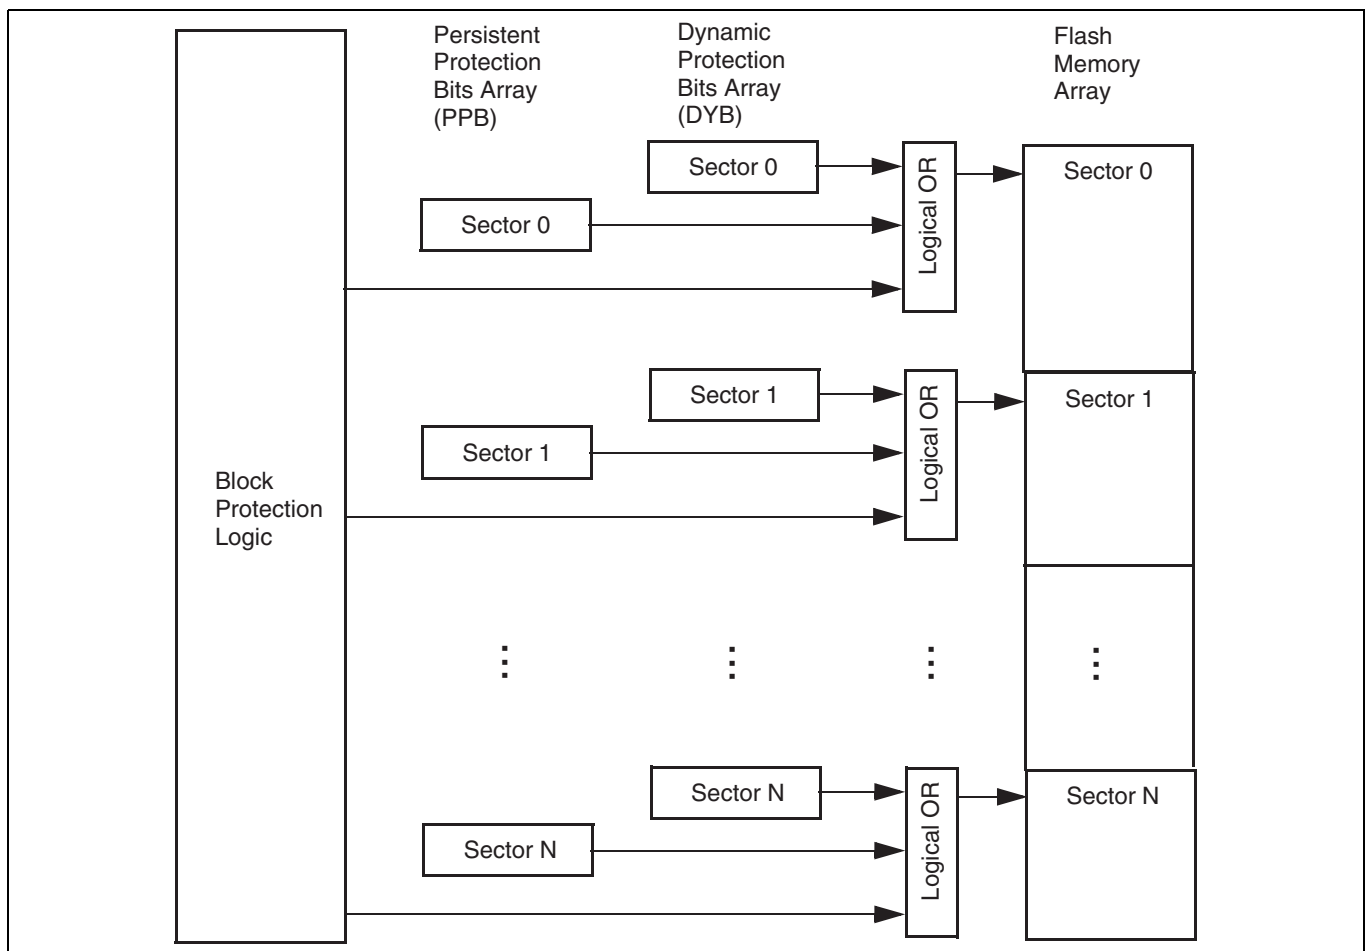 Persistent
Protection
Bits Array
(PPB)
Dynamic
Protection
Bits Array
(DYB)
Flash
Memory
Array
Block
Protection
Logic
Sector 0
Sector 0
Logical OR
Sector 0
Sector 1
Sector 1
Logical OR
Sector 1
Sector N
Sector N
Logical OR
Sector N